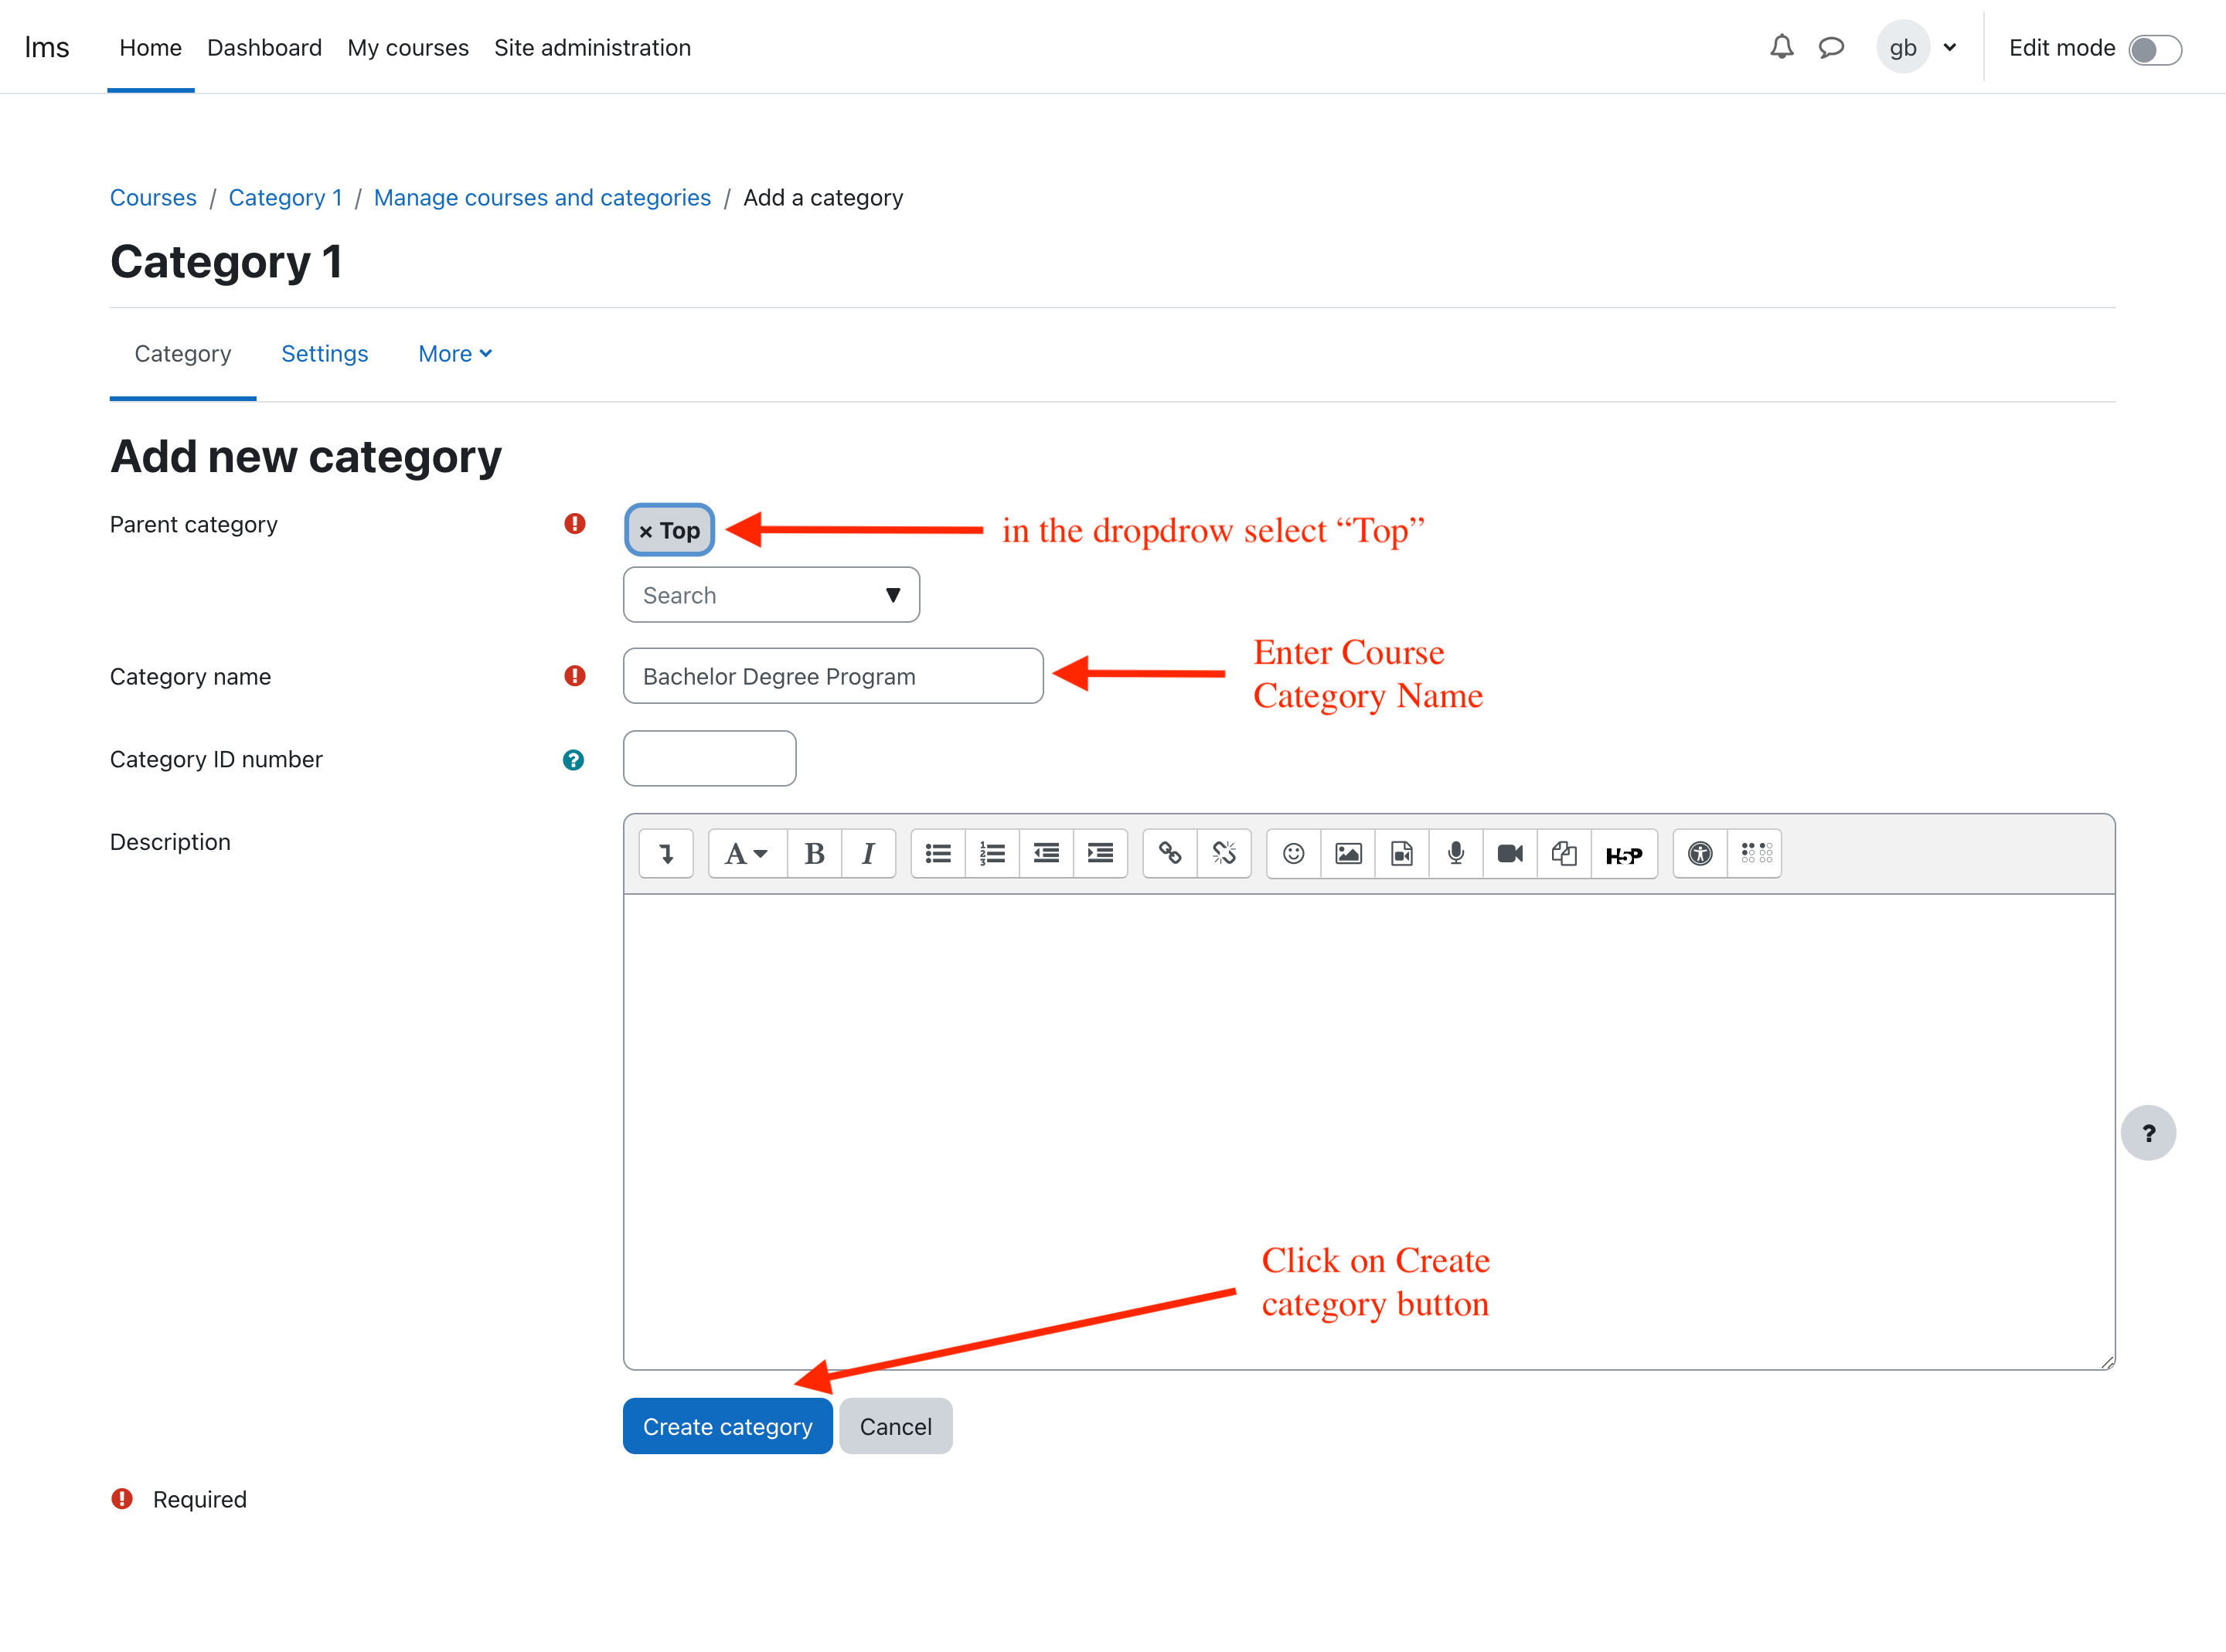 lms Home Dashboard My courses Site administration gb Edit mode
Courses / Category 1 / Manage courses and categories / Add a category
Category 1
Category Settings More
Add new category
Parent category × Top in the dropdrow select “Top”
Search ▼
Category name Bachelor Degree Program Enter Course
Category Name
Category ID number ?
Description
A B I H5P
?
Click on Create
category button
Create category Cancel
! Required